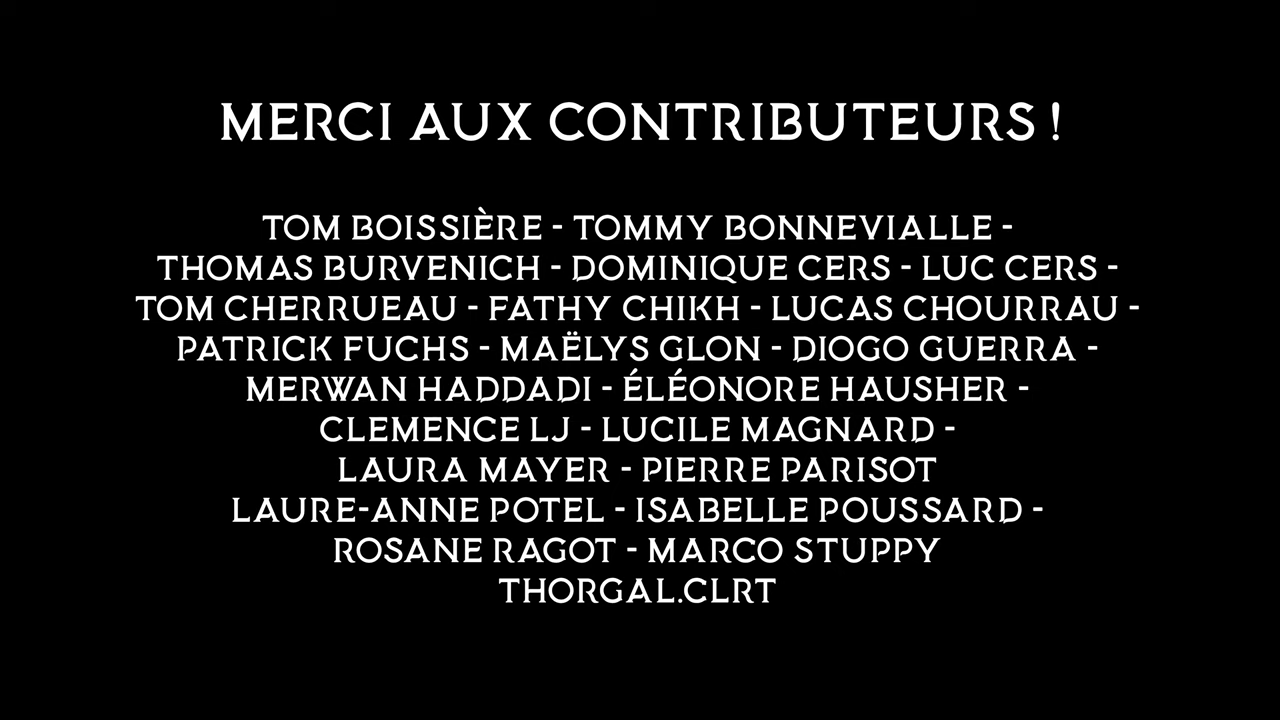 MERCI AUX CONTRIBUTEURS !
TOM BOISSIÈRE - TOMMY BONNEVIALLE -
THOMAS BURVENICH - DOMINIQUE CERS - LUC CERS -
TOM CHERRUEAU - FATHY CHIKH - LUCAS CHOURRAU -
PATRICK FUCHS - MAËLYS GLON - DIOGO GUERRA -
MERWAN HADDADI - ÉLÉONORE HAUSHER -
CLEMENCE LJ - LUCILE MAGNARD -
LAURA MAYER - PIERRE PARISOT
LAURE-ANNE POTEL - ISABELLE POUSSARD -
ROSANE RAGOT - MARCO STUPPY
THORGAL.CLRT